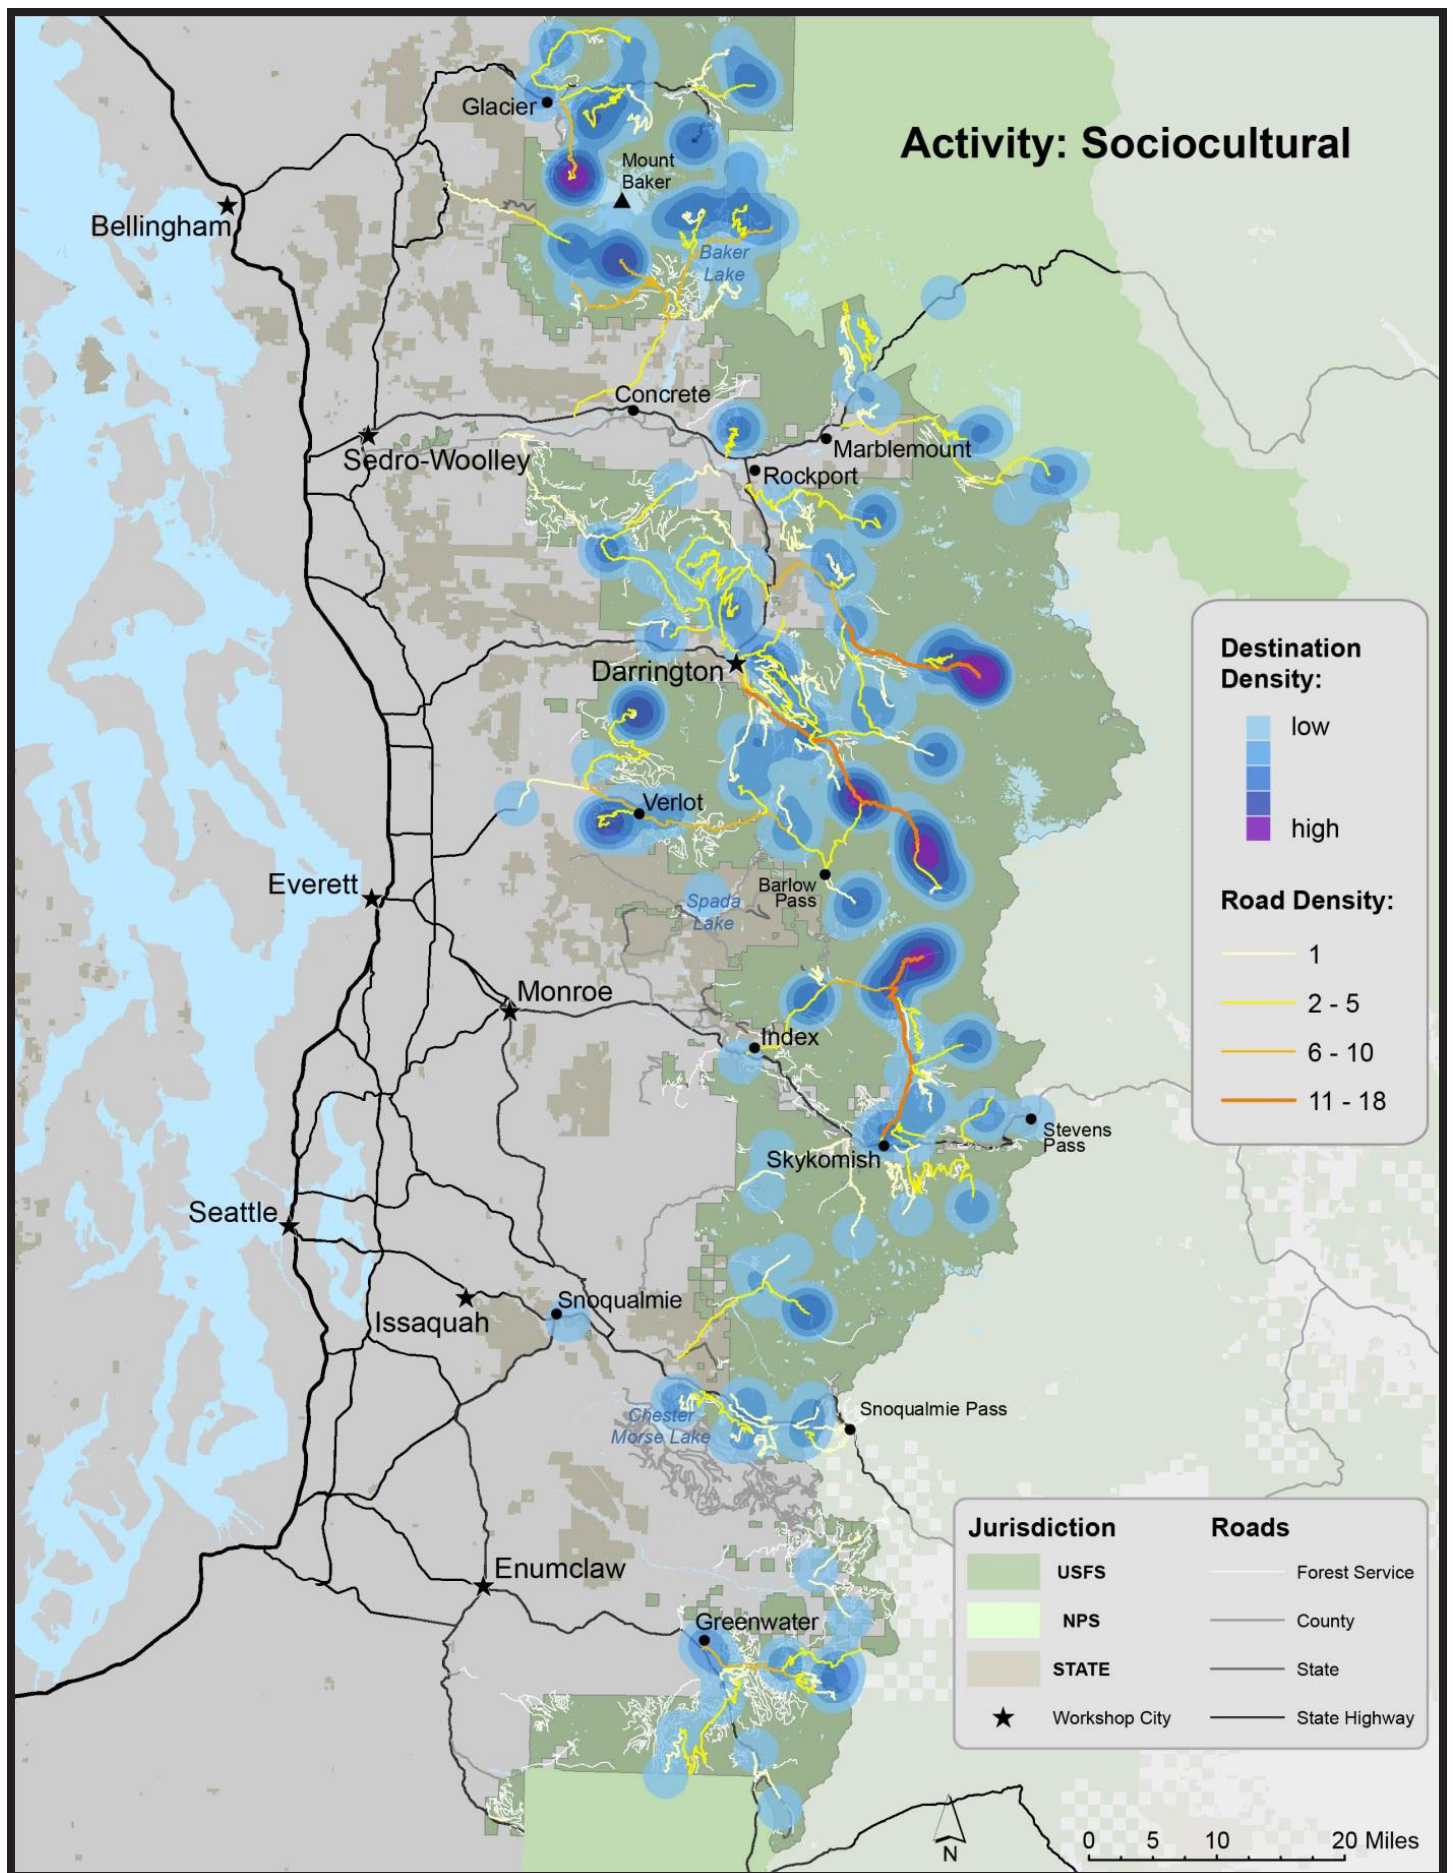 Activity: Sociocultural
Glacier
Mount
Baker
Bellingham
Baker
Lake
Concrete
Sedro-Woolley
Marblemount
Rockport
Darrington
Verlot
Everett
Barlow
Pass
Spada
Lake
Monroe
Index
Stevens
Pass
Skykomish
Seattle
Snoqualmie
Issaquah
Chester
Morse Lake
Snoqualmie Pass
Enumclaw
Greenwater
Destination
Density:
low
high
Road Density:
1
2 - 5
6 - 10
11 - 18
Jurisdiction
USFS
NPS
STATE
Workshop City
Roads
Forest Service
County
State
State Highway
N
0 5 10 20 Miles